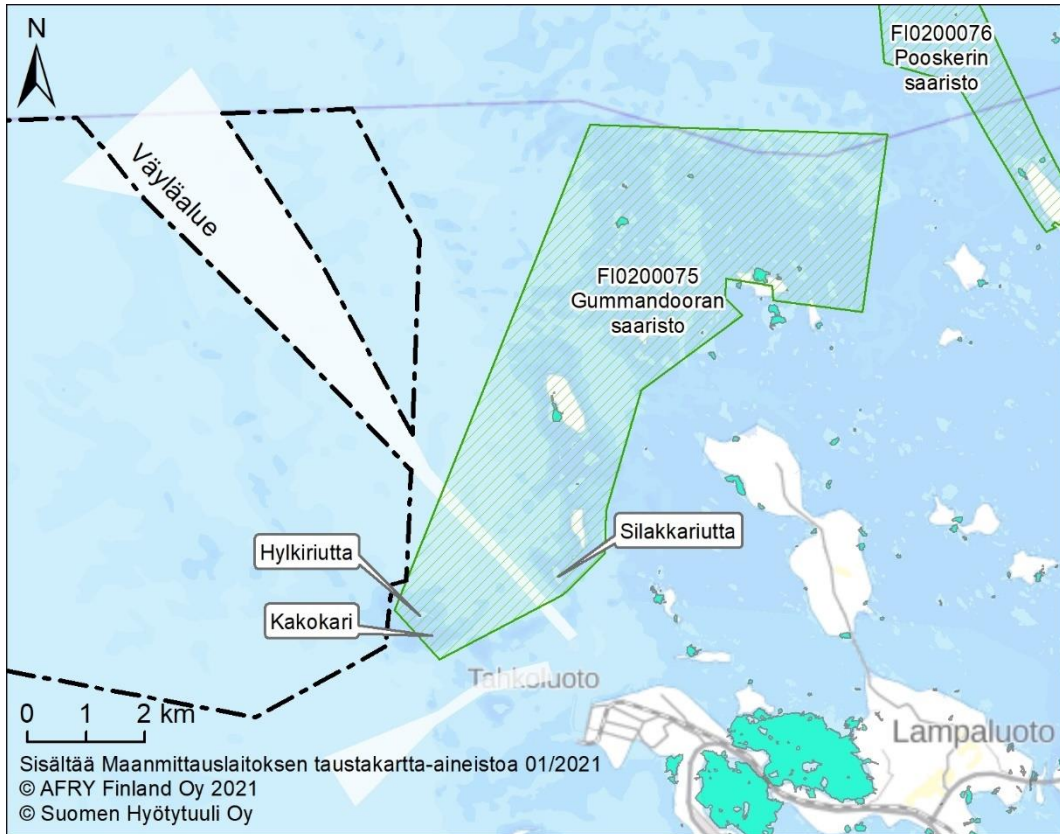 N
FI0200076
Pooskerin
saaristo
Väyläalue
FI0200075
Gummandooran
saaristo
Silakkariutta
Hylkiriutta
Kakokari
Tahkoluoto
Lampaluoto
0 1 2 km
Sisältää Maanmittauslaitoksen taustakartta-aineistoa 01/2021
© AFRY Finland Oy 2021
© Suomen Hyötytuuli Oy